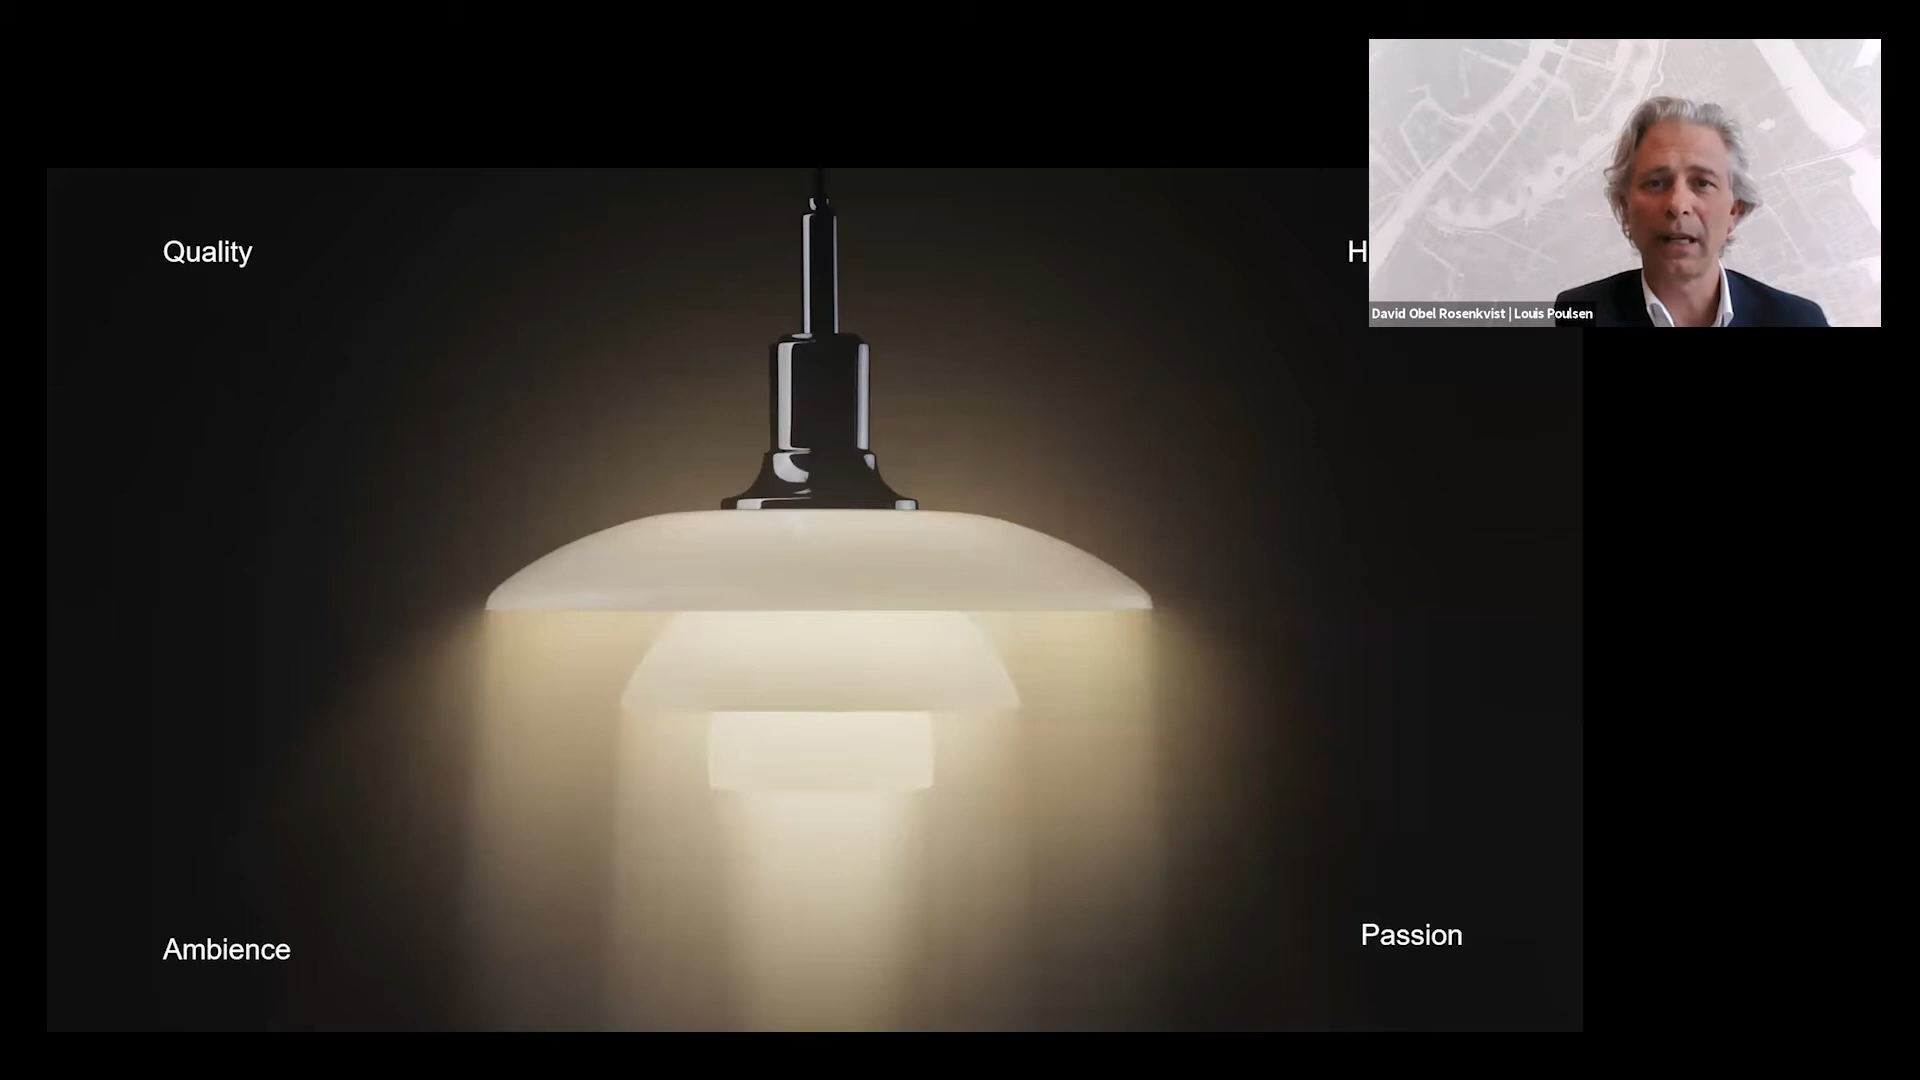 Quality
David Obel Rosenkvist | Louis Poulsen
Ambience
Passion